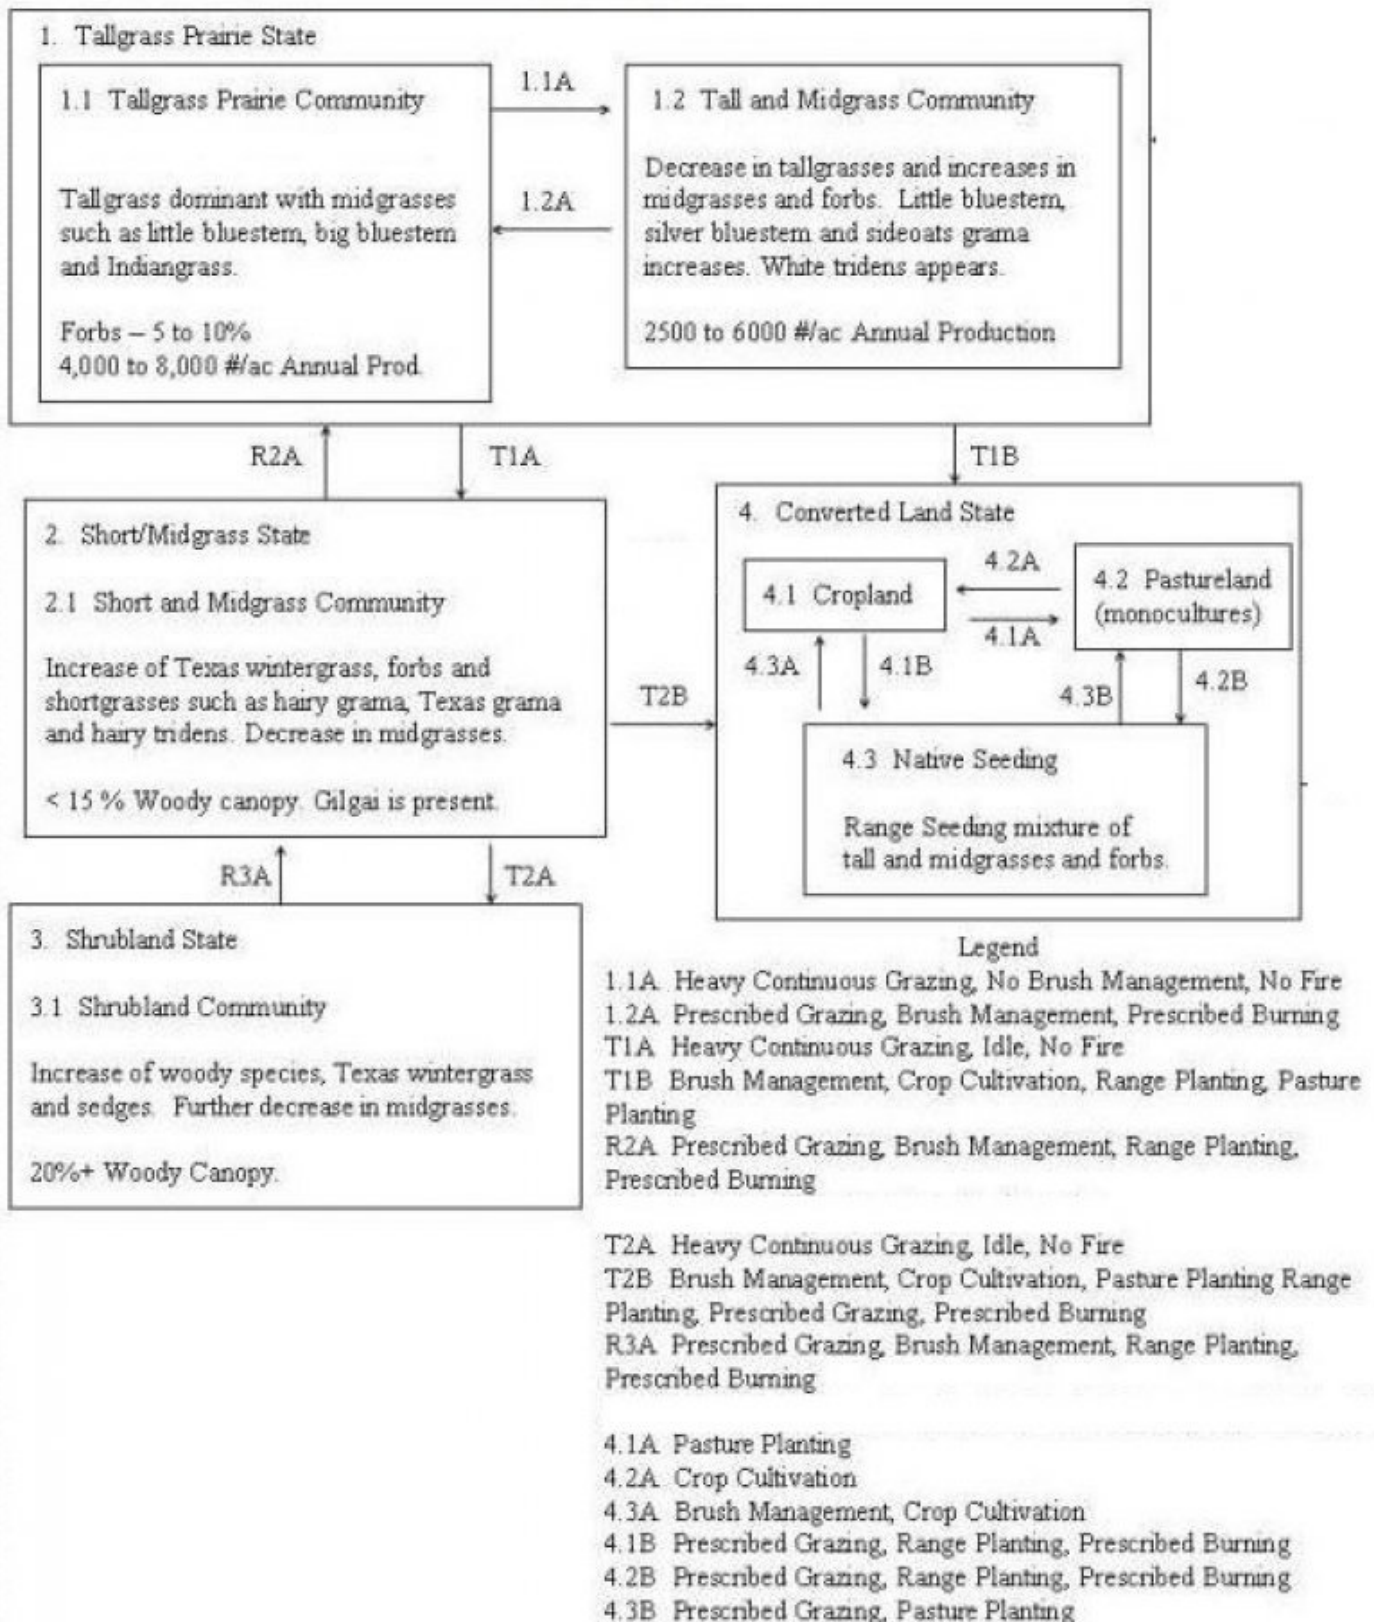 1. Tallgrass Prairie State
1.1 Tallgrass Prairie Community
Tallgrass dominant with midgrasses
such as little bluestem, big bluestem
and Indiangrass.
Forbs – 5 to 10%
4,000 to 8,000 #/ac Annual Prod.
1.1A
1.2A
1.2 Tall and Midgrass Community
Decrease in tallgrasses and increases in
midgrasses and forbs. Little bluestem,
silver bluestem and sideoats grama
increases. White tridens appears.
2500 to 6000 #/ac Annual Production
R2A
T1A
T1B
2. Short/Midgrass State
2.1 Short and Midgrass Community
Increase of Texas wintergrass, forbs and
shortgrasses such as hairy grama, Texas grama
and hairy tridens. Decrease in midgrasses.
< 15 % Woody canopy. Gilgai is present.
T2B
4. Converted Land State
4.1 Cropland
4.2A
4.1A
4.2 Pastureland
(monocultures)
4.3A
4.1B
4.3B
4.2B
4.3 Native Seeding
Range Seeding mixture of
tall and midgrasses and forbs.
R3A
T2A
3. Shrubland State
3.1 Shrubland Community
Increase of woody species, Texas wintergrass
and sedges. Further decrease in midgrasses.
20%+ Woody Canopy.
Legend
1.1A Heavy Continuous Grazing, No Brush Management, No Fire
1.2A Prescribed Grazing, Brush Management, Prescribed Burning
T1A Heavy Continuous Grazing, Idle, No Fire
T1B Brush Management, Crop Cultivation, Range Planting, Pasture
Planting
R2A Prescribed Grazing, Brush Management, Range Planting,
Prescribed Burning
T2A Heavy Continuous Grazing, Idle, No Fire
T2B Brush Management, Crop Cultivation, Pasture Planting Range
Planting, Prescribed Grazing, Prescribed Burning
R3A Prescribed Grazing, Brush Management, Range Planting,
Prescribed Burning
4.1A Pasture Planting
4.2A Crop Cultivation
4.3A Brush Management, Crop Cultivation
4.1B Prescribed Grazing, Range Planting, Prescribed Burning
4.2B Prescribed Grazing, Range Planting, Prescribed Burning
4.3B Prescribed Grazing, Pasture Planting